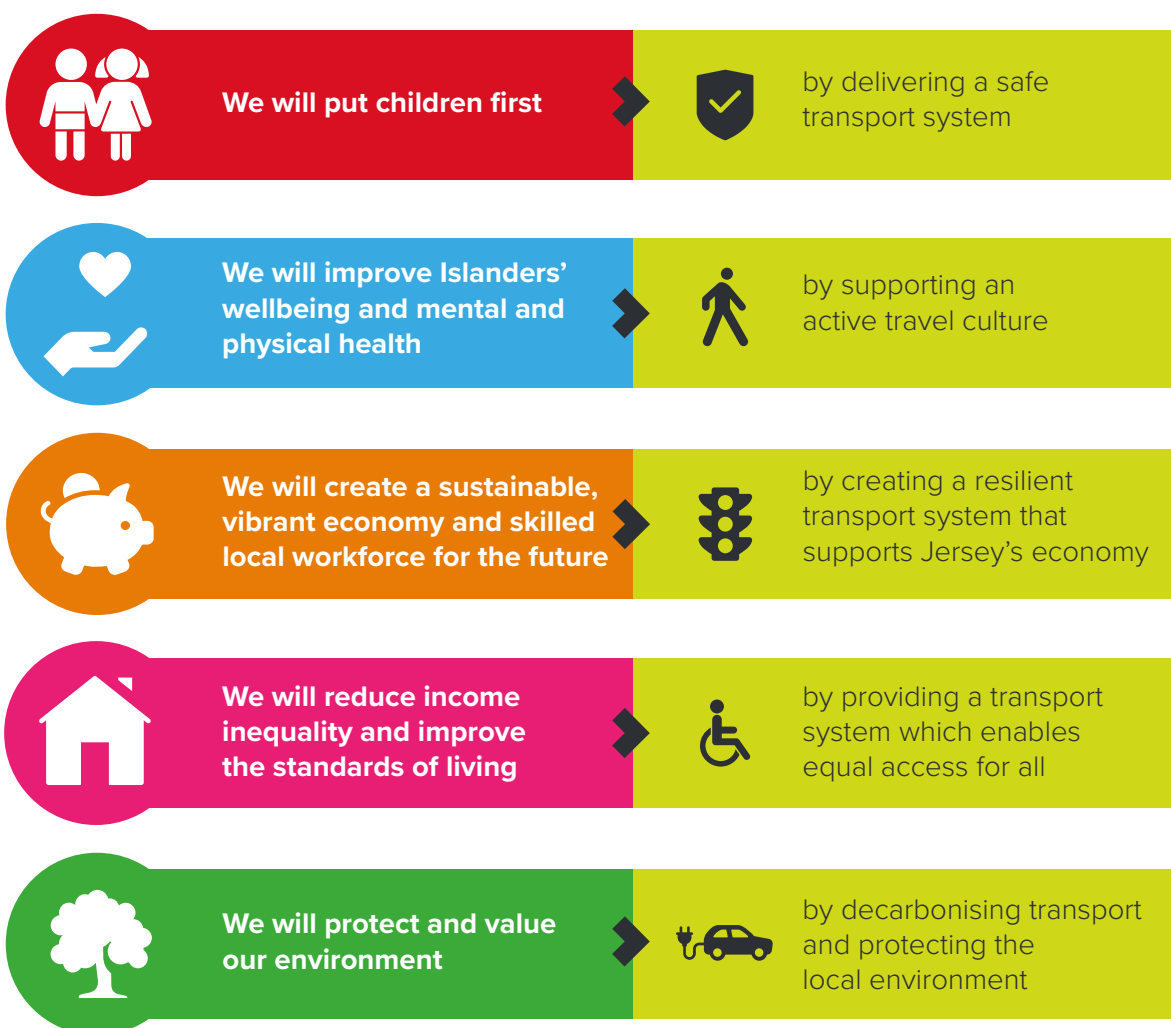 We will put children first
by delivering a safe
transport system
We will improve Islanders’
wellbeing and mental and
physical health
by supporting an
active travel culture
We will create a sustainable,
vibrant economy and skilled
local workforce for the future
by creating a resilient
transport system that
supports Jersey’s economy
We will reduce income
inequality and improve
the standards of living
by providing a transport
system which enables
equal access for all
We will protect and value
our environment
by decarbonising transport
and protecting the
local environment